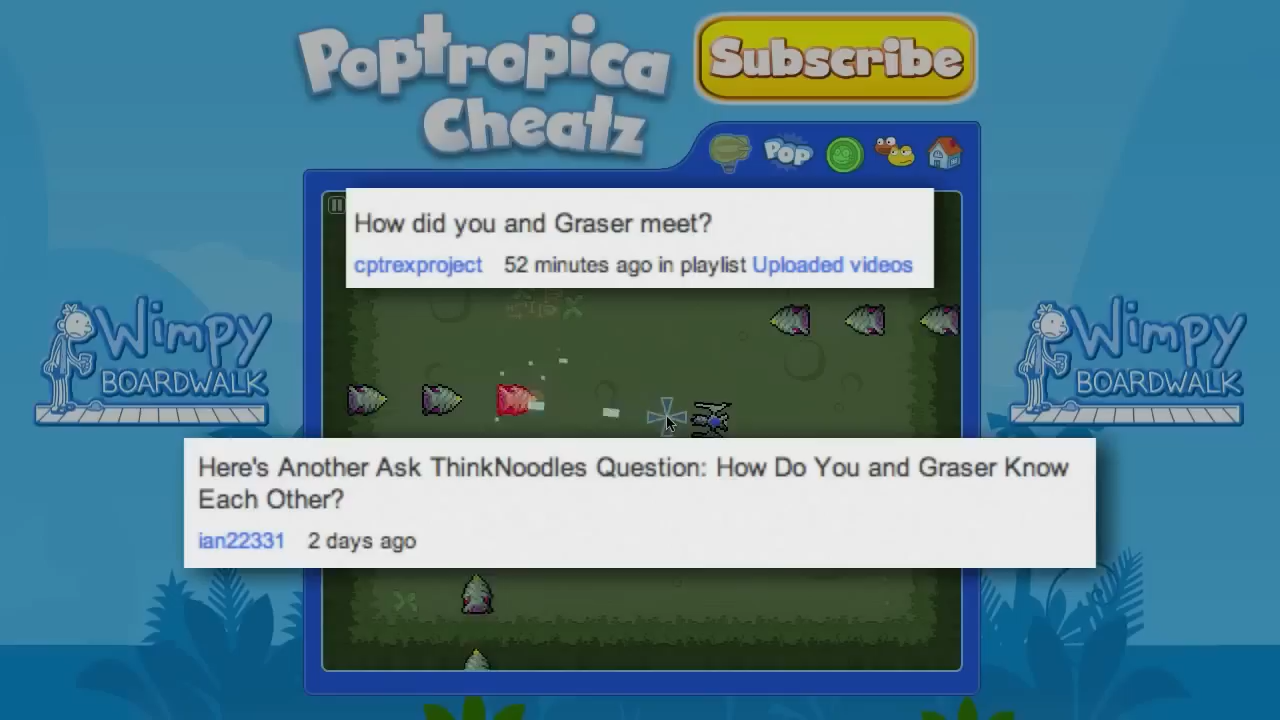 Poptropica
Cheatz
Subscribe
POP
How did you and Graser meet?
cptrexproject 52 minutes ago in playlist Uploaded videos
Wimpy
BOARDWALK
Wimpy
BOARDWALK
Here's Another Ask ThinkNoodles Question: How Do You and Graser Know
Each Other?
ian22331 2 days ago